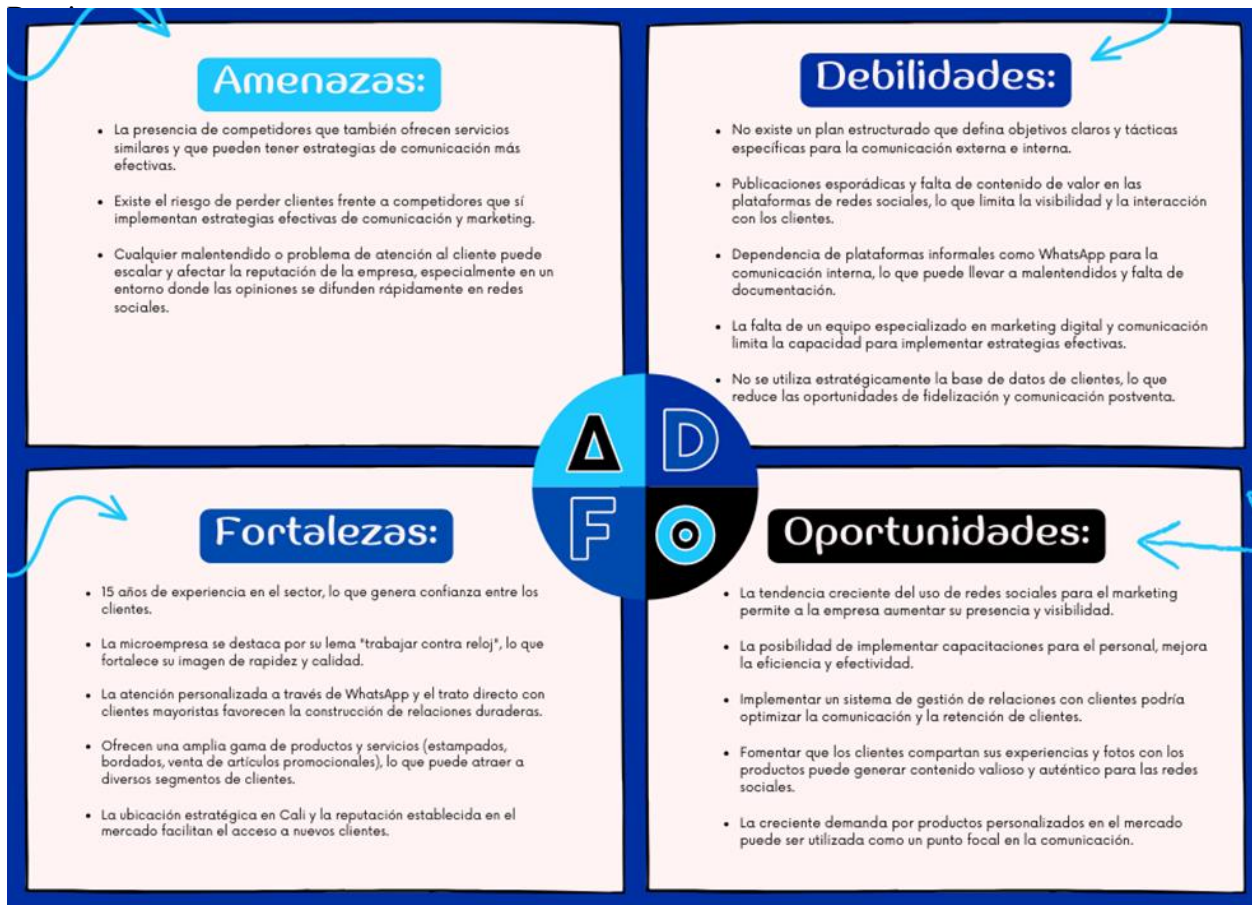 Amenazas:
• La presencia de competidores que también ofrecen servicios
similares y que pueden tener estrategias de comunicación más
efectivas.
• Existe el riesgo de perder clientes frente a competidores que sí
implementan estrategias efectivas de comunicación y marketing.
• Cualquier malentendido o problema de atención al cliente puede
escalar y afectar la reputación de la empresa, especialmente en un
entorno donde las opiniones se difunden rápidamente en redes
sociales.
Debilidades:
• No existe un plan estructurado que defina objetivos claros y tácticas
específicas para la comunicación externa e interna.
• Publicaciones esporádicas y falta de contenido de valor en las
plataformas de redes sociales, lo que limita la visibilidad y la interacción
con los clientes.
• Dependencia de plataformas informales como WhatsApp para la
comunicación interna, lo que puede llevar a malentendidos y falta de
documentación.
• La falta de un equipo especializado en marketing digital y comunicación
limita la capacidad para implementar estrategias efectivas.
• No se utiliza estratégicamente la base de datos de clientes, lo que
reduce las oportunidades de fidelización y comunicación postventa.
A D
F O
Fortalezas:
• 15 años de experiencia en el sector, lo que genera confianza entre los
clientes.
• La microempresa se destaca por su lema "trabajar contra reloj", lo que
fortalece su imagen de rapidez y calidad.
• La atención personalizada a través de WhatsApp y el trato directo con
clientes mayoristas favorecen la construcción de relaciones duraderas.
• Ofrecen una amplia gama de productos y servicios (estampados,
bordados, venta de artículos promocionales), lo que puede atraer a
diversos segmentos de clientes.
• La ubicación estratégica en Cali y la reputación establecida en el
mercado facilitan el acceso a nuevos clientes.
Oportunidades:
• La tendencia creciente del uso de redes sociales para el marketing
permite a la empresa aumentar su presencia y visibilidad.
• La posibilidad de implementar capacitaciones para el personal, mejora
la eficiencia y efectividad.
• Implementar un sistema de gestión de relaciones con clientes podría
optimizar la comunicación y la retención de clientes.
• Fomentar que los clientes compartan sus experiencias y fotos con los
productos puede generar contenido valioso y auténtico para las redes
sociales.
• La creciente demanda por productos personalizados en el mercado
puede ser utilizada como un punto focal en la comunicación.